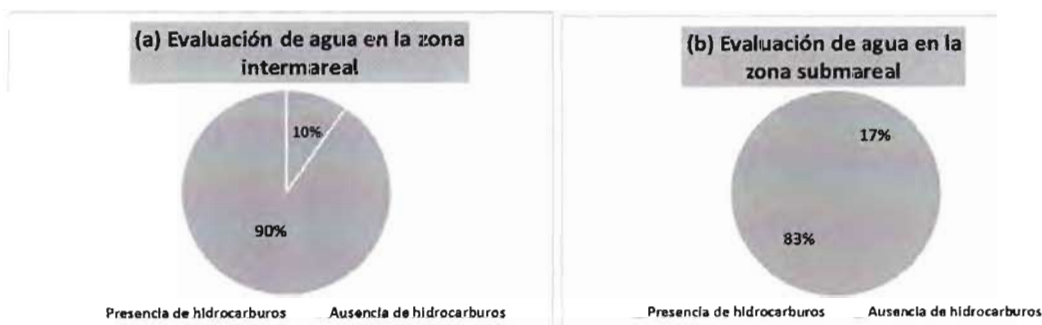 (a) Evaluación de agua en la zona
intermareal
10%
90%
Presencia de hidrocarburos Ausencia de hidrocarburos
(b) Evaluación de agua en la
zona submareal
17%
83%
Presencia de hidrocarburos Ausencia de hidrocarburos